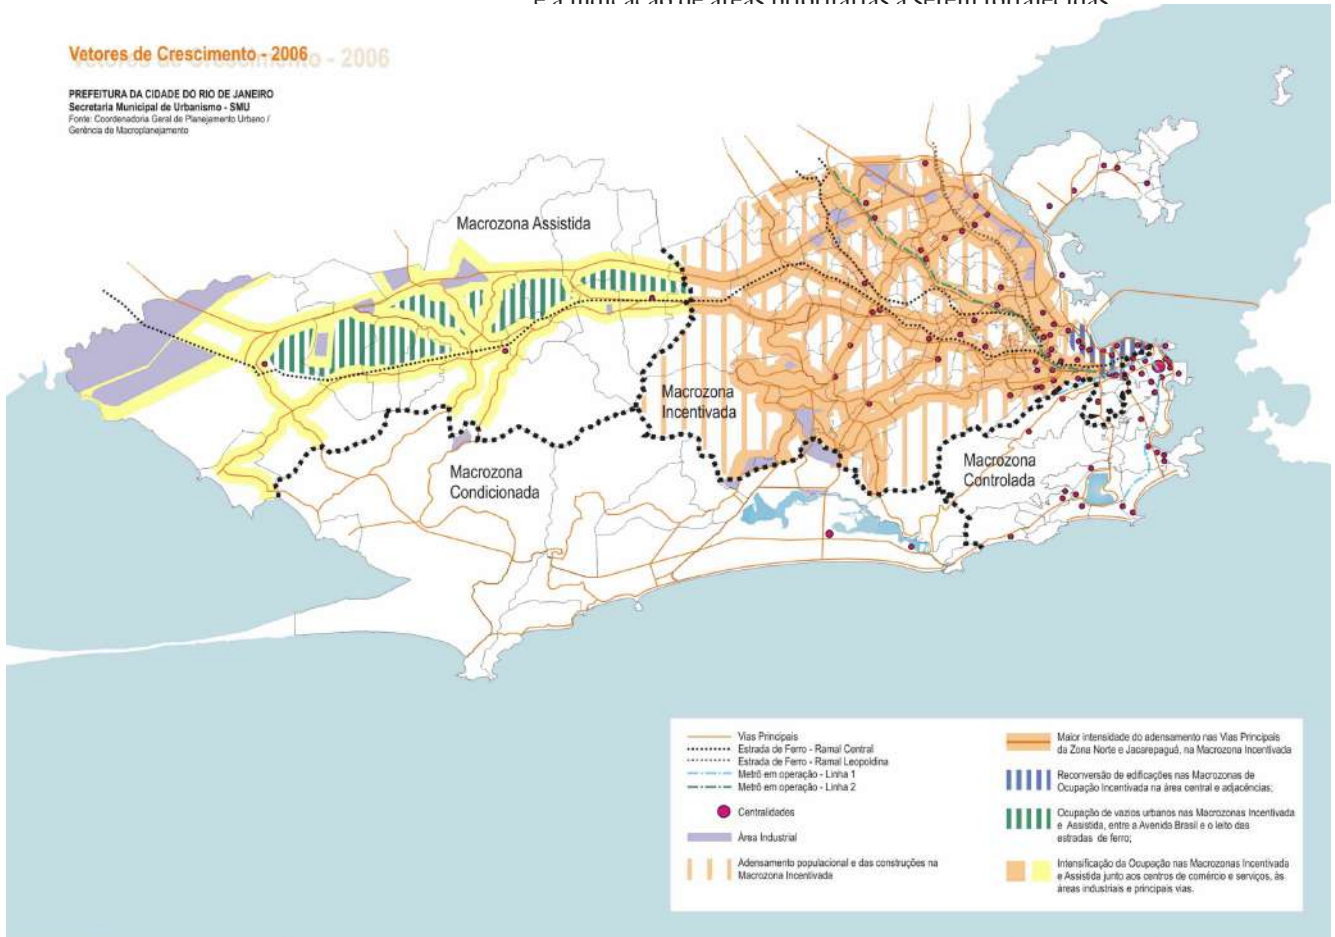 e a indicação de áreas prioritárias a serem fortalecidas
Vetores de Crescimento - 2006
PREFEITURA DA CIDADE DO RIO DE JANEIRO
Secretaria Municipal de Urbanismo - SMU
Fonte: Coordenadoria Geral de Planejamento Urbano /
Gerência de Macroplanejamento
Macrozona Assistida
Macrozona
Incentivada
Macrozona
Condicionada
Macrozona
Controlada
Vias Principais
Estrada de Ferro - Ramal Central
Estrada de Ferro - Ramal Leopoldina
Metrô em operação - Linha 1
Metrô em operação - Linha 2
Centralidades
Área Industrial
Adensamento populacional e das construções na
Macrozona Incentivada
Maior intensidade do adensamento nas Vias Principais
da Zona Norte e Jacarepaguá, na Macrozona Incentivada
Reconversão de edificações nas Macrozonas de
Ocupação Incentivada na área central e adjacências;
Ocupação de vazios urbanos nas Macrozonas Incentivada
e Assistida, entre a Avenida Brasil e o leito das
estradas de ferro;
Intensificação da Ocupação nas Macrozonas Incentivada
e Assistida junto aos centros de comércio e serviços, às
áreas industriais e principais vias.